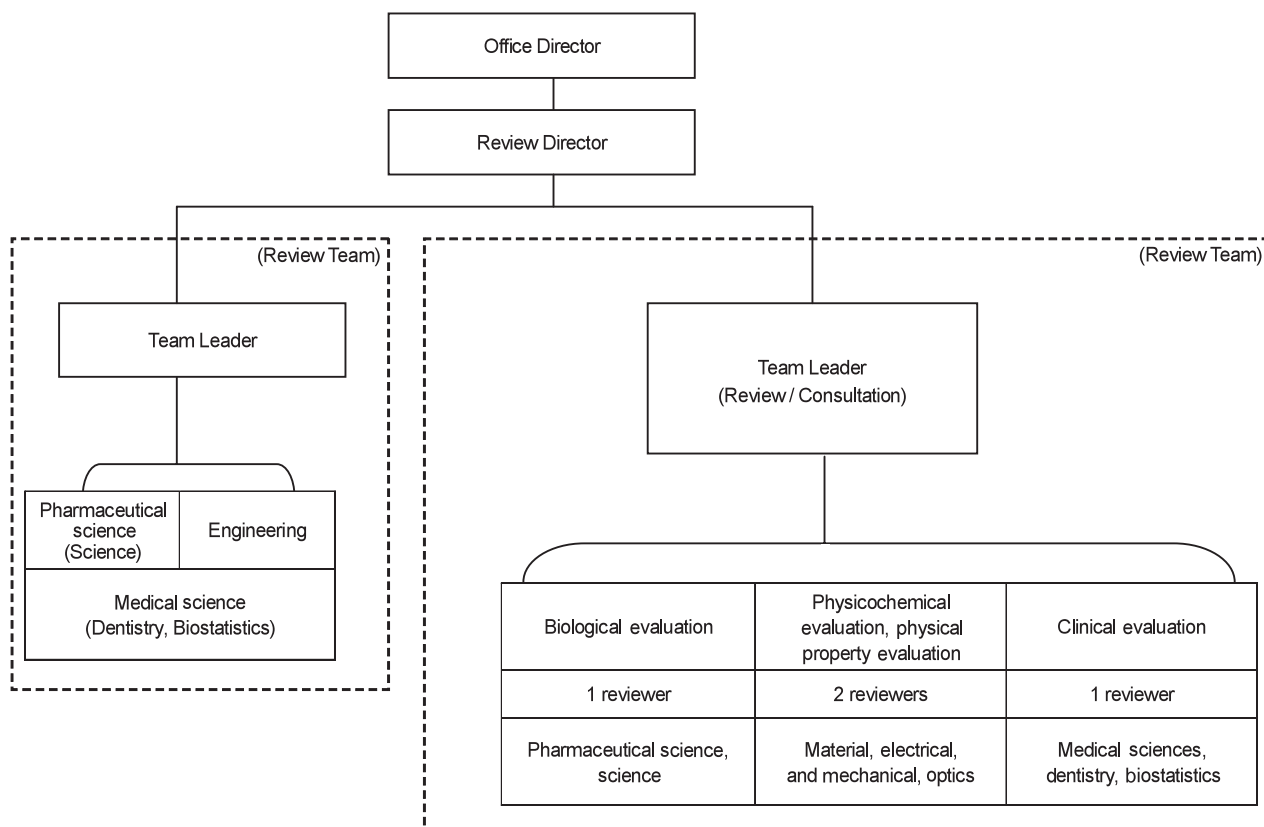 Office Director
Review Director
(Review Team)
Team Leader
Pharmaceutical
science
(Science)
Engineering
Medical science
(Dentistry, Biostatistics)
(Review Team)
Team Leader
(Review / Consultation)
Biological evaluation
Physicochemical
evaluation, physical
property evaluation
Clinical evaluation
1 reviewer
2 reviewers
1 reviewer
Pharmaceutical science,
science
Material, electrical,
and mechanical, optics
Medical sciences,
dentistry, biostatistics